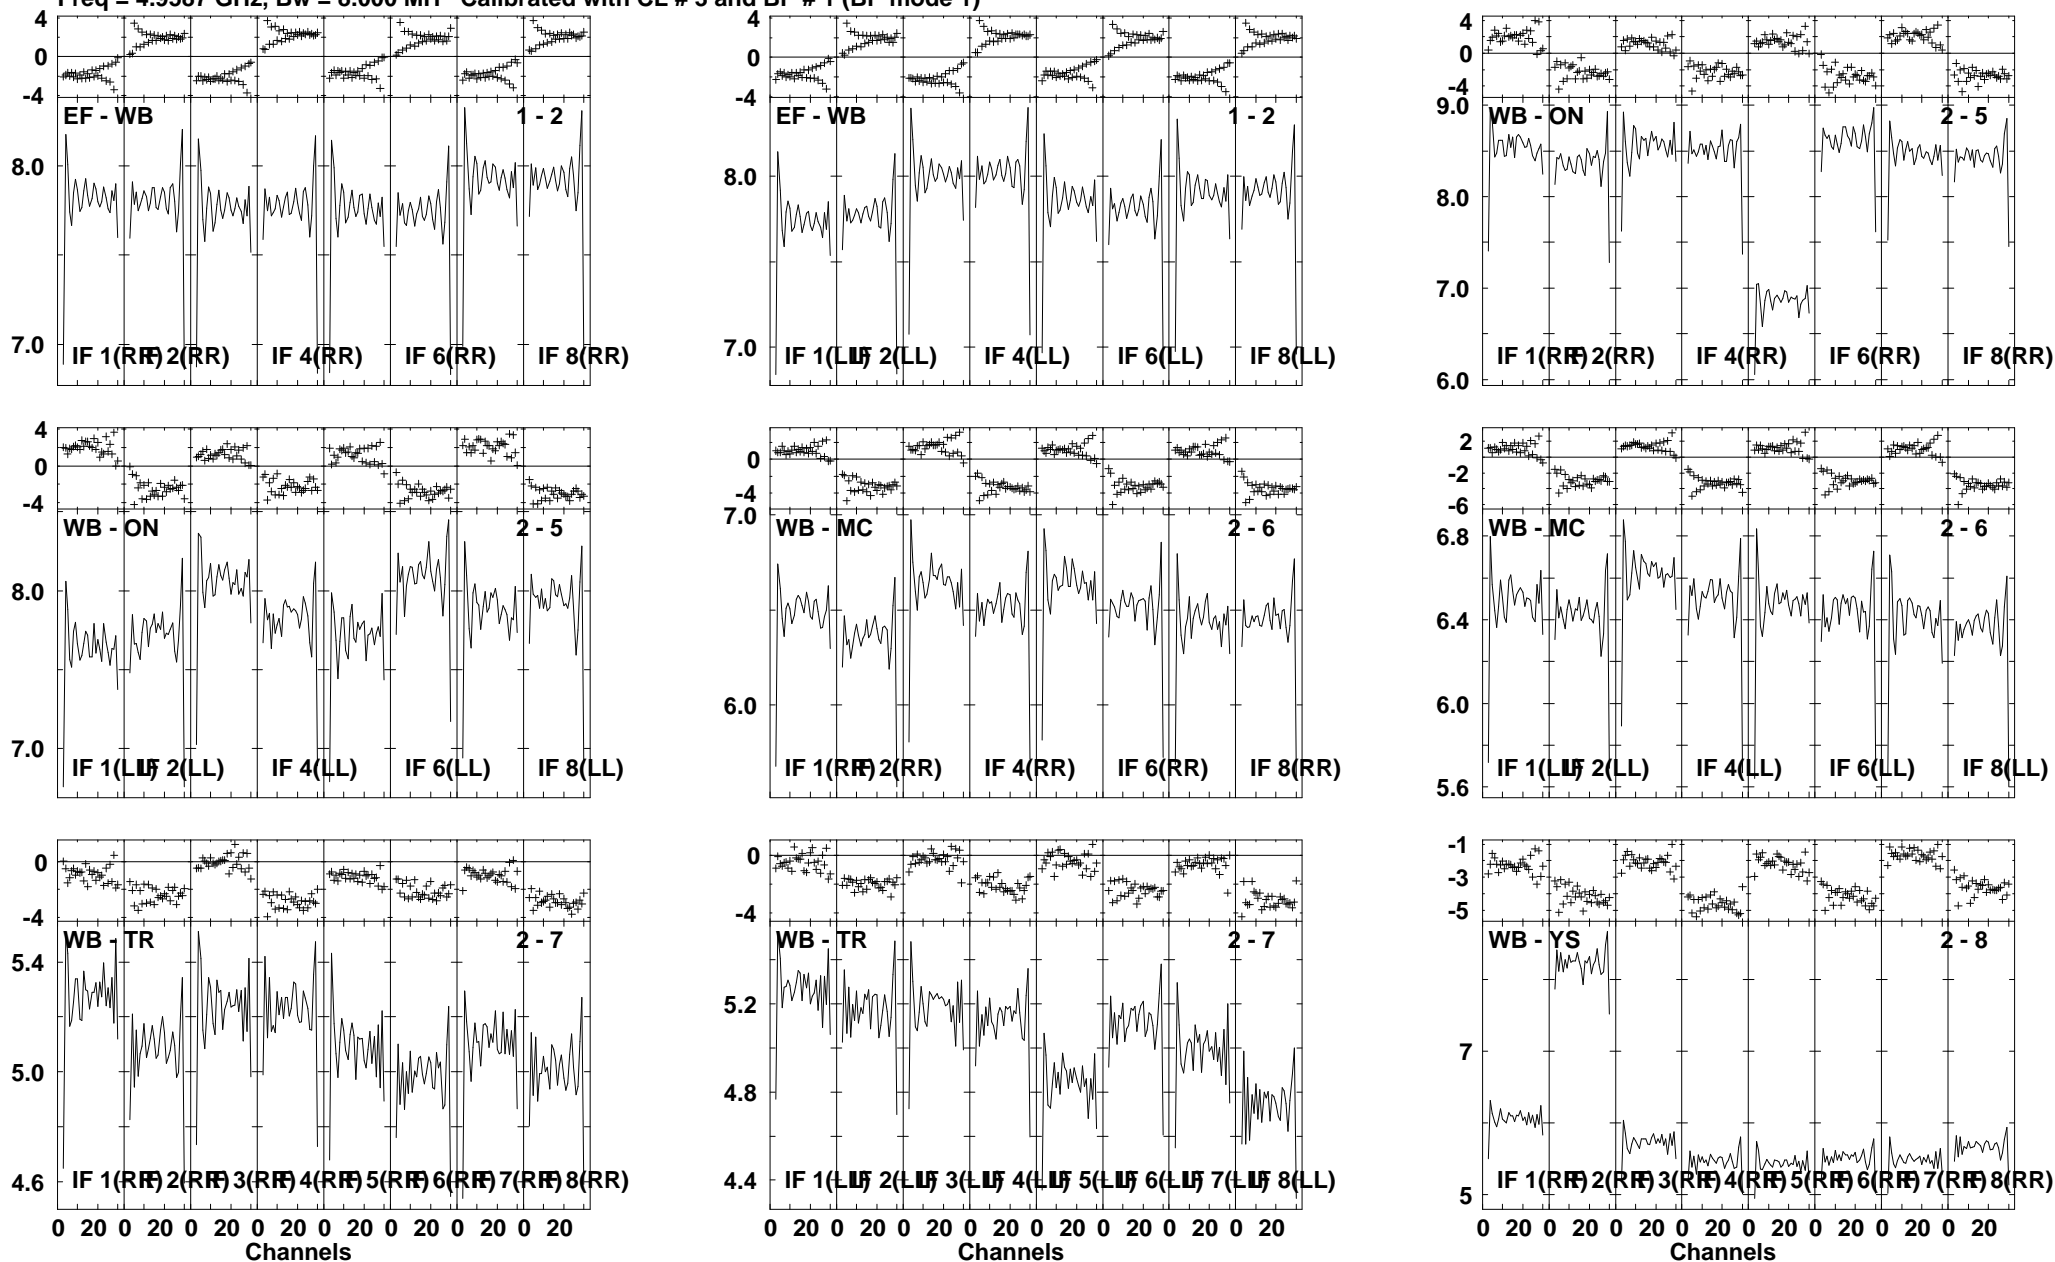 Freq = 4.9587 GHz, Bw = 8.000 MH Calibrated with CL # 3 and BP # 1 (BP mode 1)
4
0
-4
EF - WB 1 - 2
8.0
7.0
IF 1(RR) IF 2(RR) IF 4(RR) IF 6(RR) IF 8(RR)
4
0
-4
EF - WB 1 - 2
8.0
7.0
IF 1(LL) IF 2(LL) IF 4(LL) IF 6(LL) IF 8(LL)
4
0
-4
9.0
WB - ON 2 - 5
8.0
7.0
6.0
IF 1(RR) IF 2(RR) IF 4(RR) IF 6(RR) IF 8(RR)
4
0
-4
WB - ON 2 - 5
8.0
7.0
IF 1(LL) IF 2(LL) IF 4(LL) IF 6(LL) IF 8(LL)
2
0
-4
7.0
WB - MC 2 - 6
6.0
IF 1(RR) IF 2(RR) IF 4(RR) IF 6(RR) IF 8(RR)
2
-2
-6
WB - MC 2 - 6
6.8
6.4
6.0
5.6
IF 1(LL) IF 2(LL) IF 4(LL) IF 6(LL) IF 8(LL)
0
-4
WB - TR 2 - 7
5.4
5.0
4.6
IF 1(RR) IF 2(RR) IF 3(RR) IF 4(RR) IF 5(RR) IF 6(RR) IF 7(RR) IF 8(RR)
0 20 0 20 0 20 0 20 0 20 0 20 0 20 0 20
Channels
0
-4
WB - TR 2 - 7
5.2
4.8
4.4
IF 1(LL) IF 2(LL) IF 3(LL) IF 4(LL) IF 5(LL) IF 6(LL) IF 7(LL) IF 8(LL)
0 20 0 20 0 20 0 20 0 20 0 20 0 20 0 20
Channels
-1
-3
-5
WB - YS 2 - 8
7
5
IF 1(RR) IF 2(RR) IF 3(RR) IF 4(RR) IF 5(RR) IF 6(RR) IF 7(RR) IF 8(RR)
0 20 0 20 0 20 0 20 0 20 0 20 0 20 0 20
Channels